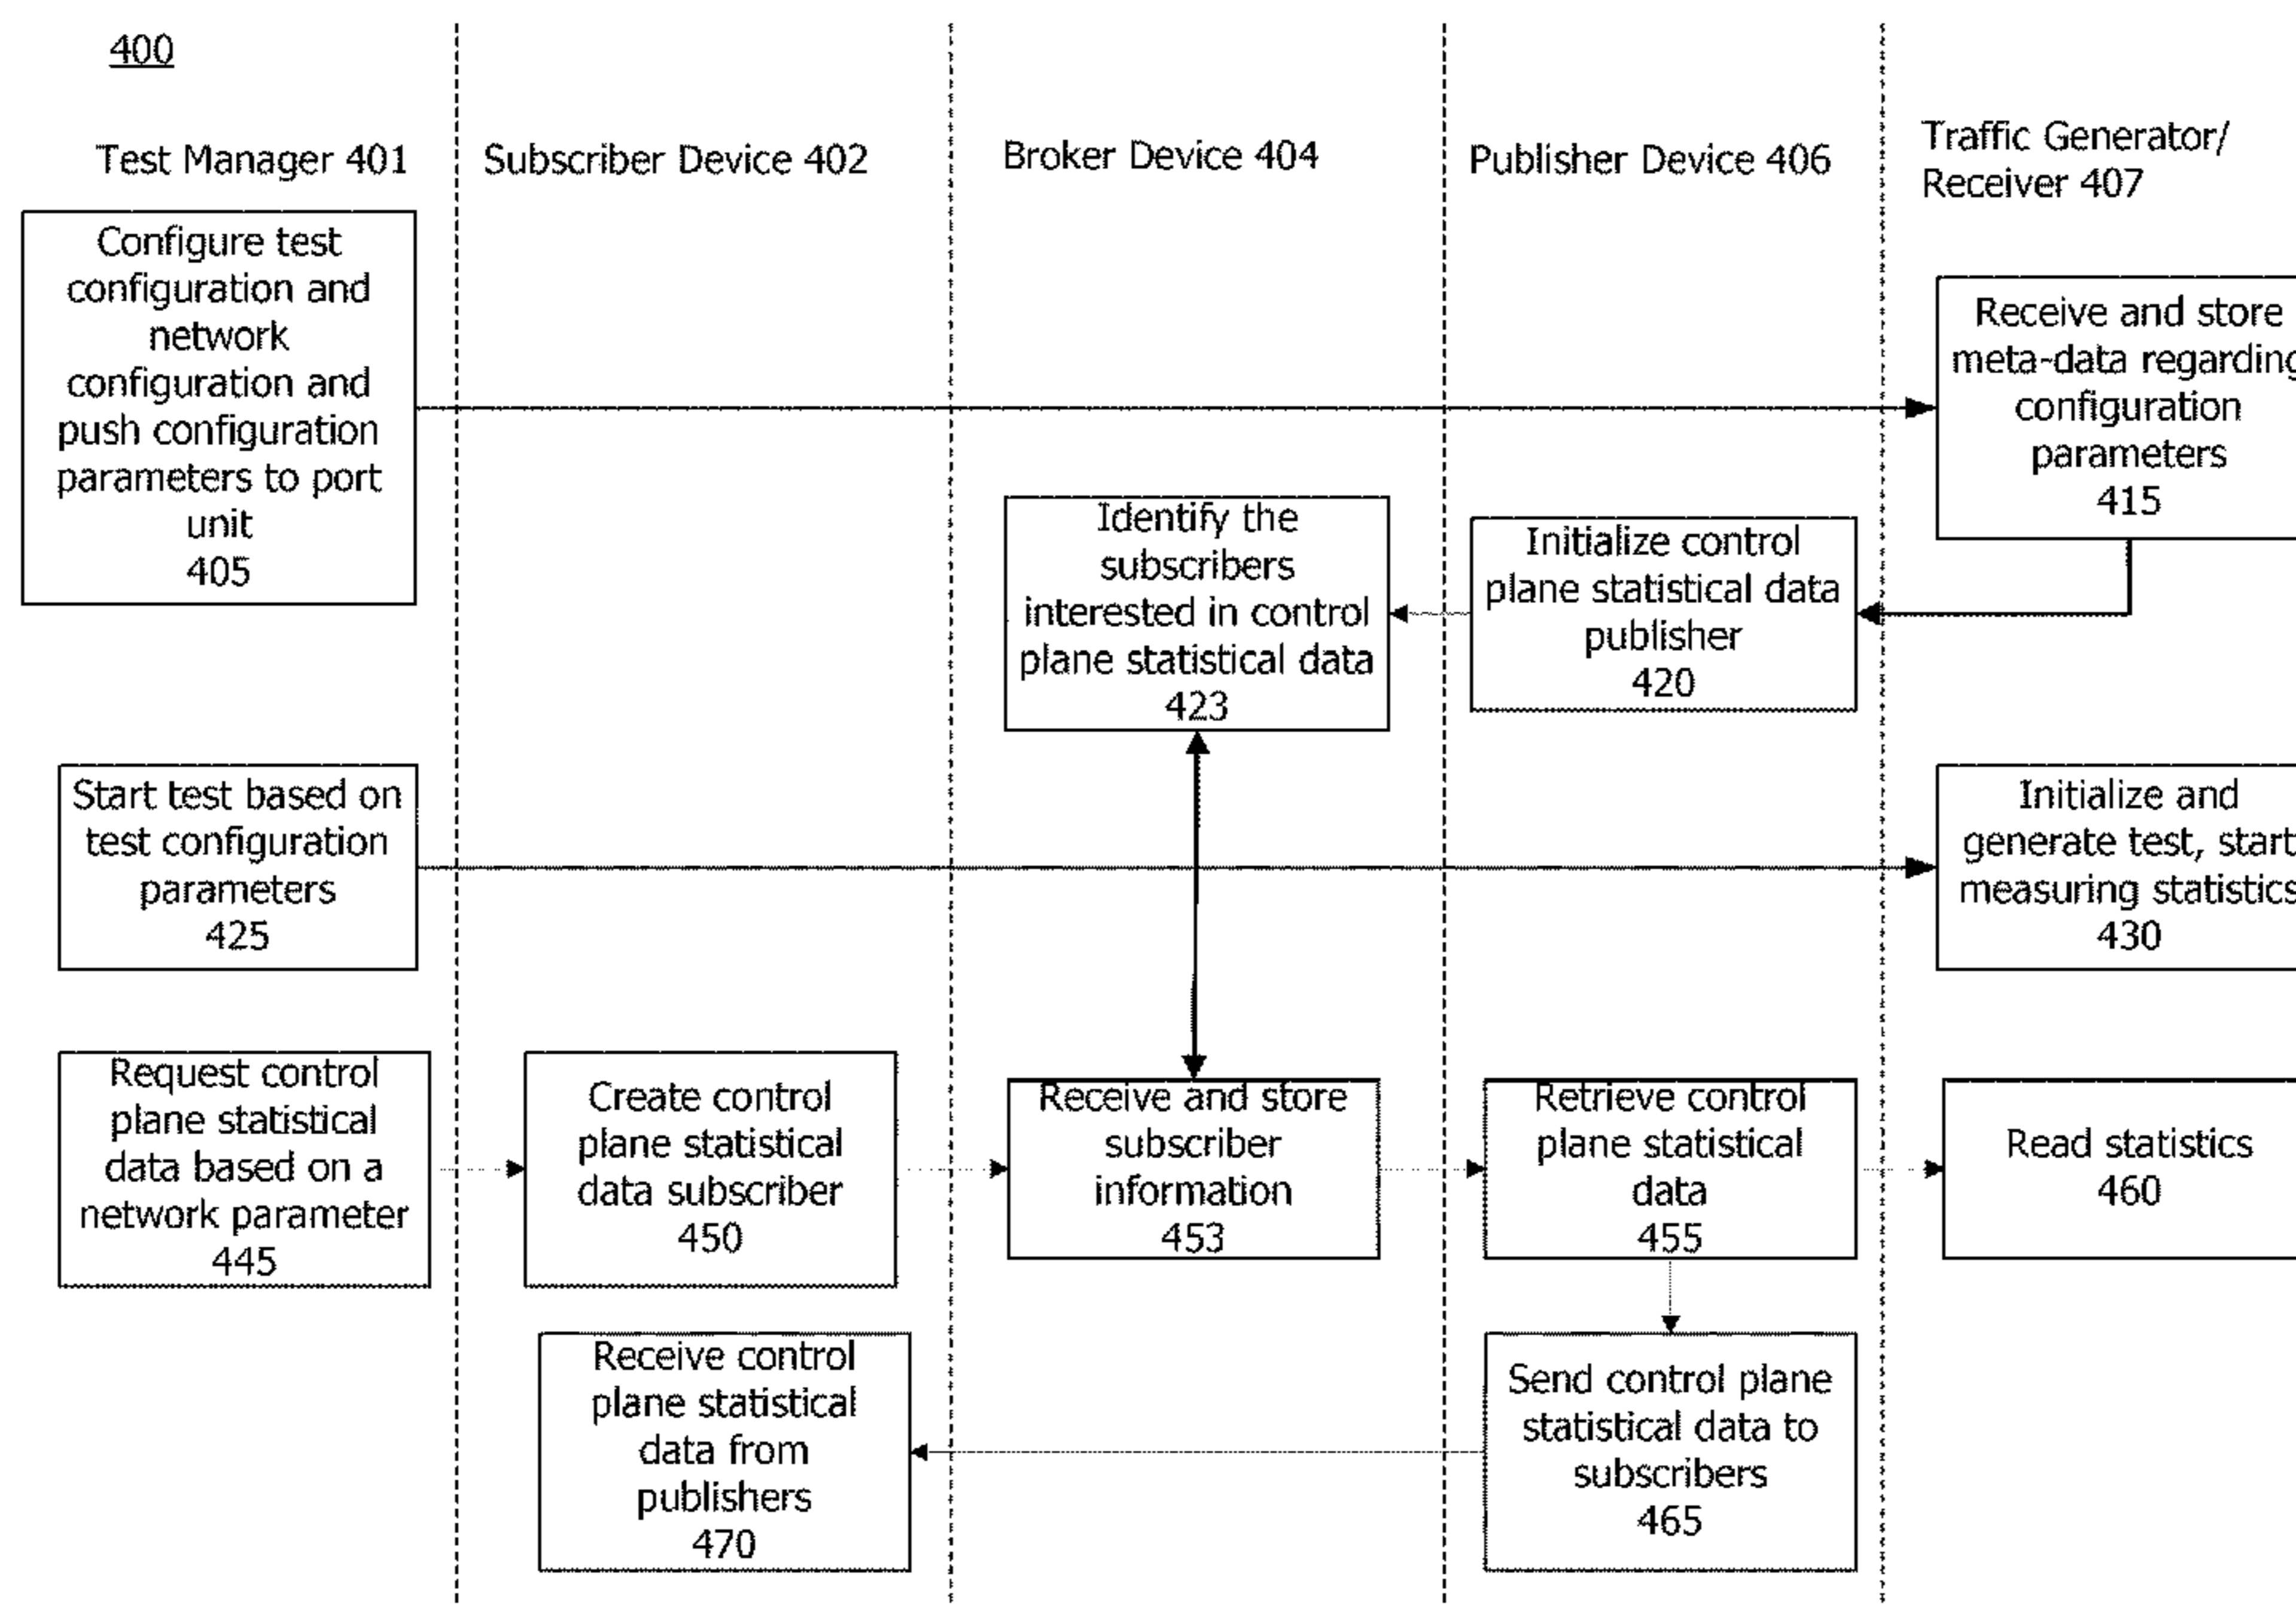 400
Test Manager 401
Subscriber Device 402
Broker Device 404
Publisher Device 406
Traffic Generator/
Receiver 407
Configure test
configuration and
network
configuration and
push configuration
parameters to port
unit
405
Receive and store
meta-data regarding
configuration
parameters
415
Identify the
subscribers
interested in control
plane statistical data
423
Initialize control
plane statistical data
publisher
420
Start test based on
test configuration
parameters
425
Initialize and
generate test, start
measuring statistics
430
Request control
plane statistical
data based on a
network parameter
445
Create control
plane statistical
data subscriber
450
Receive and store
subscriber
information
453
Retrieve control
plane statistical
data
455
Read statistics
460
Receive control
plane statistical
data from
publishers
470
Send control plane
statistical data to
subscribers
465